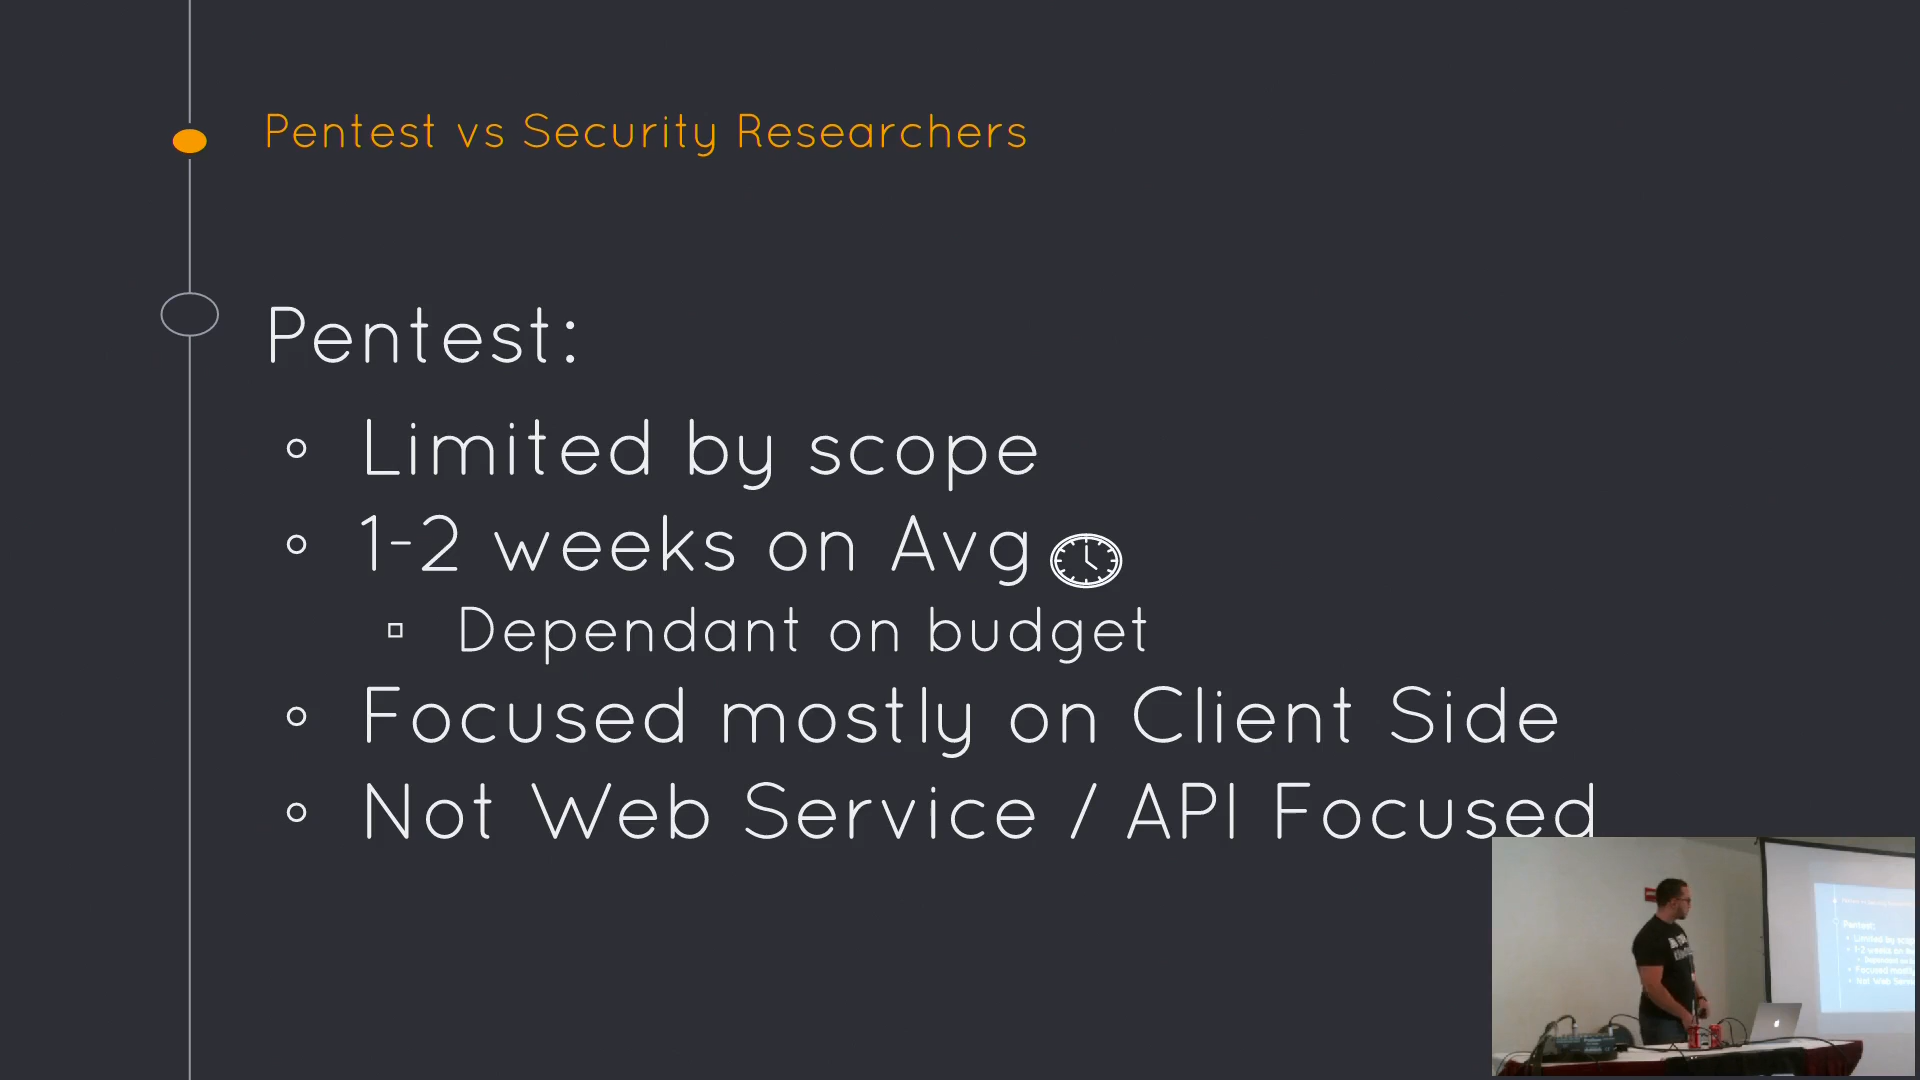 Pentest vs Security Researchers
Pentest:
Limited by scope
1-2 weeks on Avg
Dependant on budget
Focused mostly on Client Side
Not Web Service / API Focused